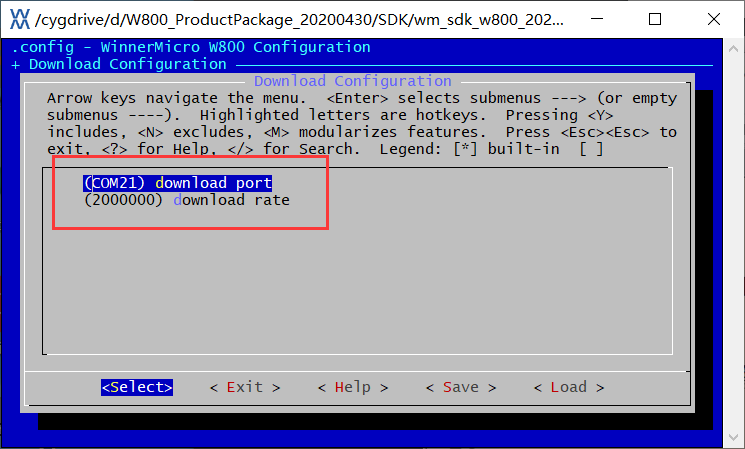 /cygdrive/d/W800_ProductPackage_20200430/SDK/wm_sdk_w800_202...
.config - WinnerMicro W800 Configuration
+ Download Configuration
Download Configuration
Arrow keys navigate the menu. <Enter> selects submenus ---> (or empty
submenus ----). Highlighted letters are hotkeys. Pressing <Y>
includes, <N> excludes, <M> modularizes features. Press <Esc><Esc> to
exit, <?> for Help, </> for Search. Legend: [*] built-in [ ]
(COM21) download port
(2000000) download rate
<Select> < Exit > < Help > < Save > < Load >